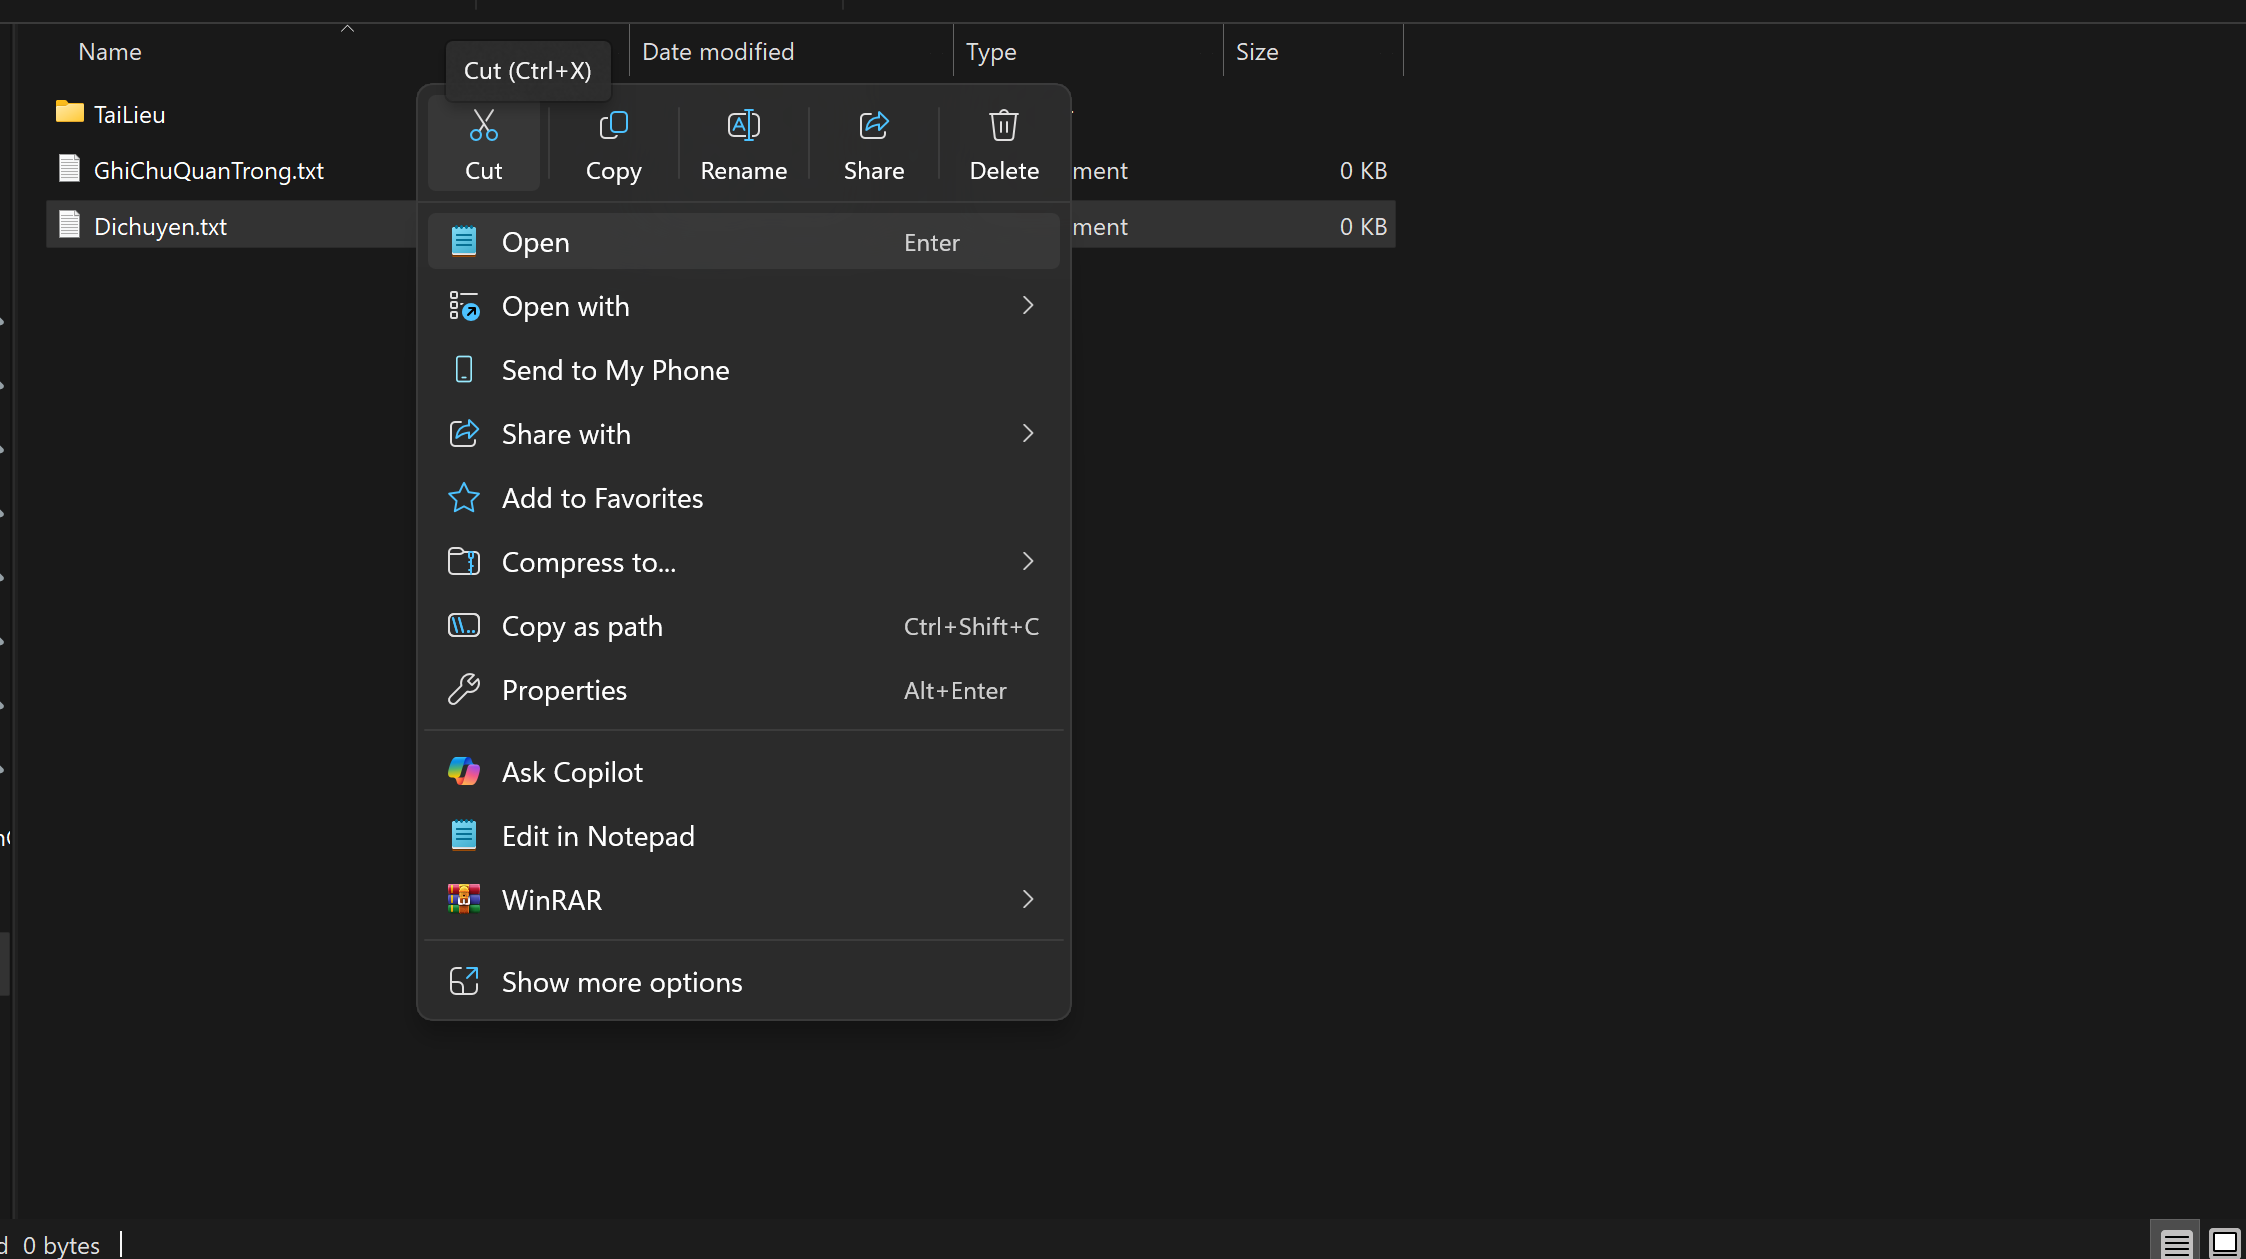 Name Date modified Type Size
Cut (Ctrl+X)
TaiLieu
GhiChuQuanTrong.txt ment 0 KB
Dichuyen.txt ment 0 KB
Cut Copy Rename Share Delete
Open Enter
Open with
Send to My Phone
Share with
Add to Favorites
Compress to...
Copy as path Ctrl+Shift+C
Properties Alt+Enter
Ask Copilot
Edit in Notepad
WinRAR
Show more options
0 bytes